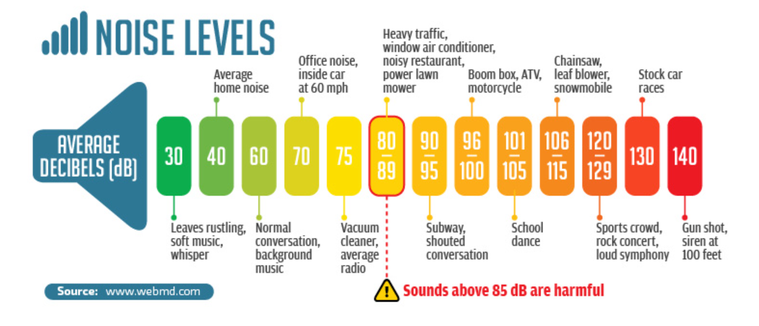 NOISE LEVELS
Heavy traffic,
window air conditioner,
noisy restaurant,
power lawn
mower
Office noise,
inside car
at 60 mph
Average
home noise
Boom box, ATV,
motorcycle
Chainsaw,
leaf blower,
snowmobile
Stock car
races
AVERAGE
DECIBELS (dB)
30
40
60
70
75
80
–
89
90
–
95
96
–
100
101
–
105
106
–
115
120
–
129
130
140
Leaves rustling,
soft music,
whisper
Normal
conversation,
background
music
Vacuum
cleaner,
average
radio
Subway,
shouted
conversation
School
dance
Sports crowd,
rock concert,
loud symphony
Gun shot,
siren at
100 feet
! Sounds above 85 dB are harmful
Source: www.webmd.com